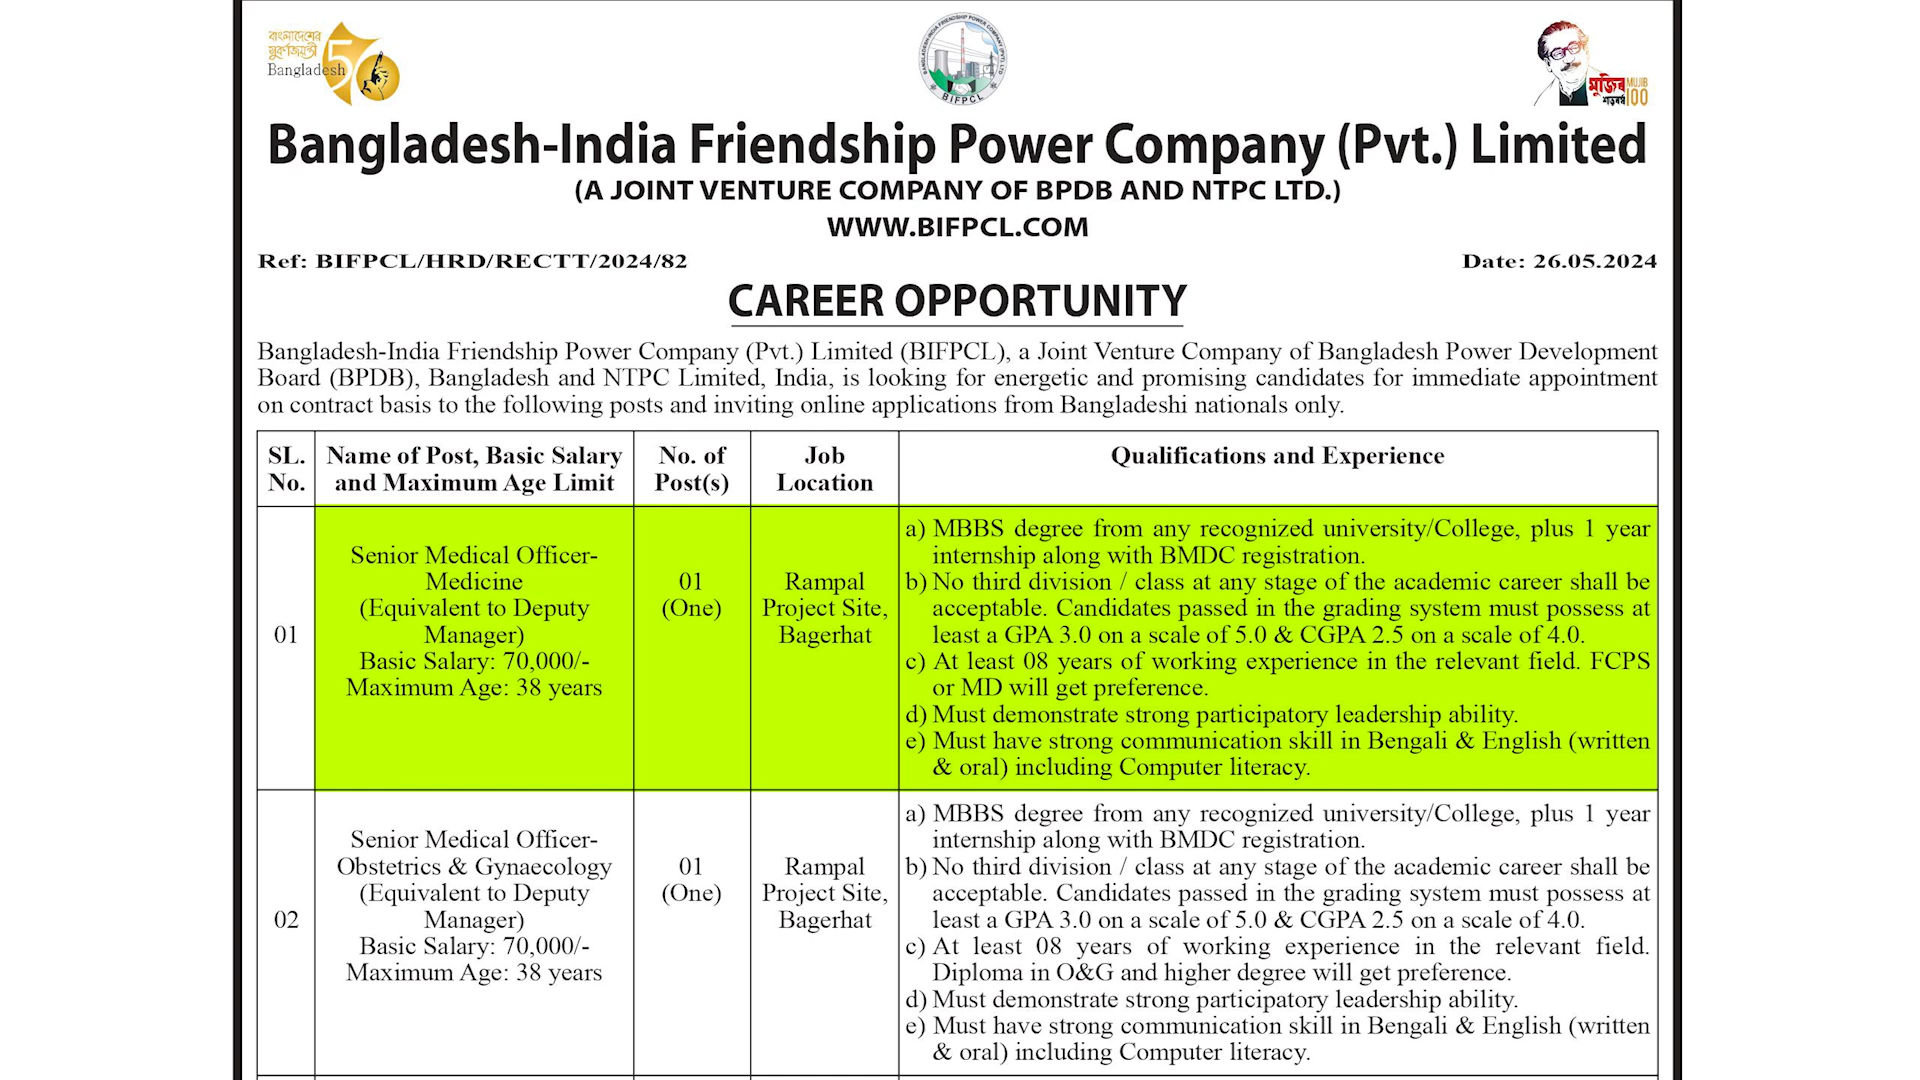 বাংলাদেশের
সুবর্ণজয়ন্তী
Bangladesh 50
BANGLADESH-INDIA FRIENDSHIP POWER COMPANY (PVT.) LTD
BIFPCL
মুজিব MUJIB
শতবর্ষ 100
Bangladesh-India Friendship Power Company (Pvt.) Limited
(A JOINT VENTURE COMPANY OF BPDB AND NTPC LTD.)
WWW.BIFPCL.COM
Ref: BIFPCL/HRD/RECTT/2024/82 Date: 26.05.2024
CAREER OPPORTUNITY
Bangladesh-India Friendship Power Company (Pvt.) Limited (BIFPCL), a Joint Venture Company of Bangladesh Power Development
Board (BPDB), Bangladesh and NTPC Limited, India, is looking for energetic and promising candidates for immediate appointment
on contract basis to the following posts and inviting online applications from Bangladeshi nationals only.
SL. No.
Name of Post, Basic Salary
and Maximum Age Limit
No. of
Post(s)
Job
Location
Qualifications and Experience
01
Senior Medical Officer-
Medicine
(Equivalent to Deputy
Manager)
Basic Salary: 70,000/-
Maximum Age: 38 years
01
(One)
Rampal
Project Site,
Bagerhat
a) MBBS degree from any recognized university/College, plus 1 year
internship along with BMDC registration.
b) No third division / class at any stage of the academic career shall be
acceptable. Candidates passed in the grading system must possess at
least a GPA 3.0 on a scale of 5.0 & CGPA 2.5 on a scale of 4.0.
c) At least 08 years of working experience in the relevant field. FCPS
or MD will get preference.
d) Must demonstrate strong participatory leadership ability.
e) Must have strong communication skill in Bengali & English (written
& oral) including Computer literacy.
02
Senior Medical Officer-
Obstetrics & Gynaecology
(Equivalent to Deputy
Manager)
Basic Salary: 70,000/-
Maximum Age: 38 years
01
(One)
Rampal
Project Site,
Bagerhat
a) MBBS degree from any recognized university/College, plus 1 year
internship along with BMDC registration.
b) No third division / class at any stage of the academic career shall be
acceptable. Candidates passed in the grading system must possess at
least a GPA 3.0 on a scale of 5.0 & CGPA 2.5 on a scale of 4.0.
c) At least 08 years of working experience in the relevant field.
Diploma in O&G and higher degree will get preference.
d) Must demonstrate strong participatory leadership ability.
e) Must have strong communication skill in Bengali & English (written
& oral) including Computer literacy.